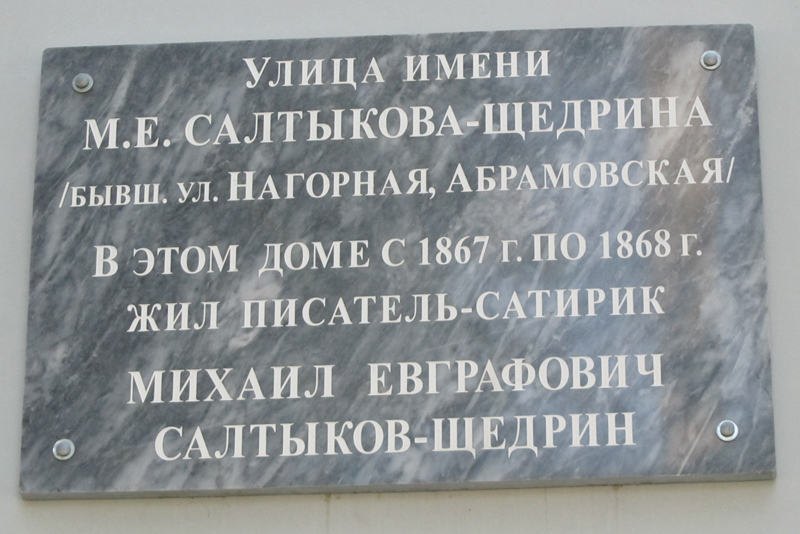 УЛИЦА ИМЕНИ
М.Е. САЛТЫКОВА-ЩЕДРИНА
/БЫВШ. УЛ. НАГОРНАЯ, АБРАМОВСКАЯ/
В ЭТОМ ДОМЕ С 1867 Г. ПО 1868 Г.
ЖИЛ ПИСАТЕЛЬ-САТИРИК
МИХАИЛ ЕВГРАФОВИЧ
САЛТЫКОВ-ЩЕДРИН